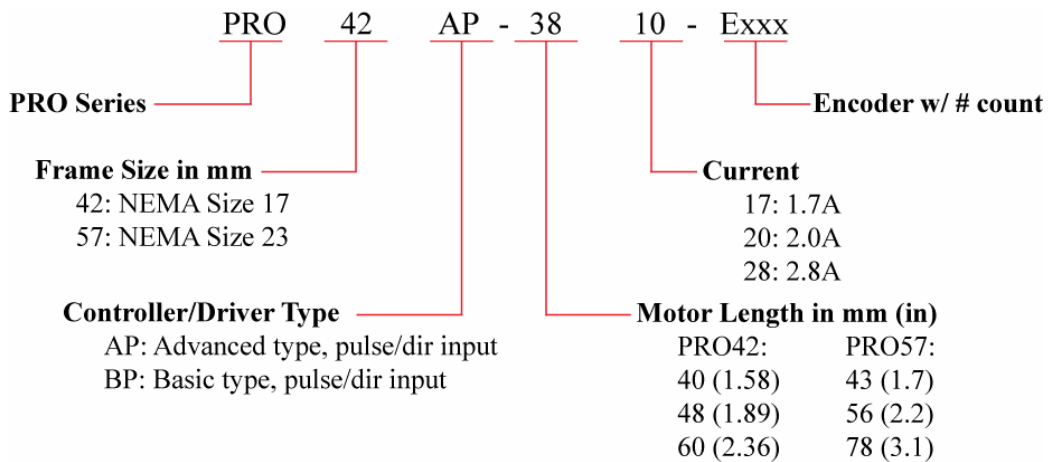 PRO 42 AP - 38 10 - Exxx
PRO Series
Encoder w/ # count
Frame Size in mm
42: NEMA Size 17
57: NEMA Size 23
Current
17: 1.7A
20: 2.0A
28: 2.8A
Controller/Driver Type
AP: Advanced type, pulse/dir input
BP: Basic type, pulse/dir input
Motor Length in mm (in)
PRO42: PRO57:
40 (1.58) 43 (1.7)
48 (1.89) 56 (2.2)
60 (2.36) 78 (3.1)